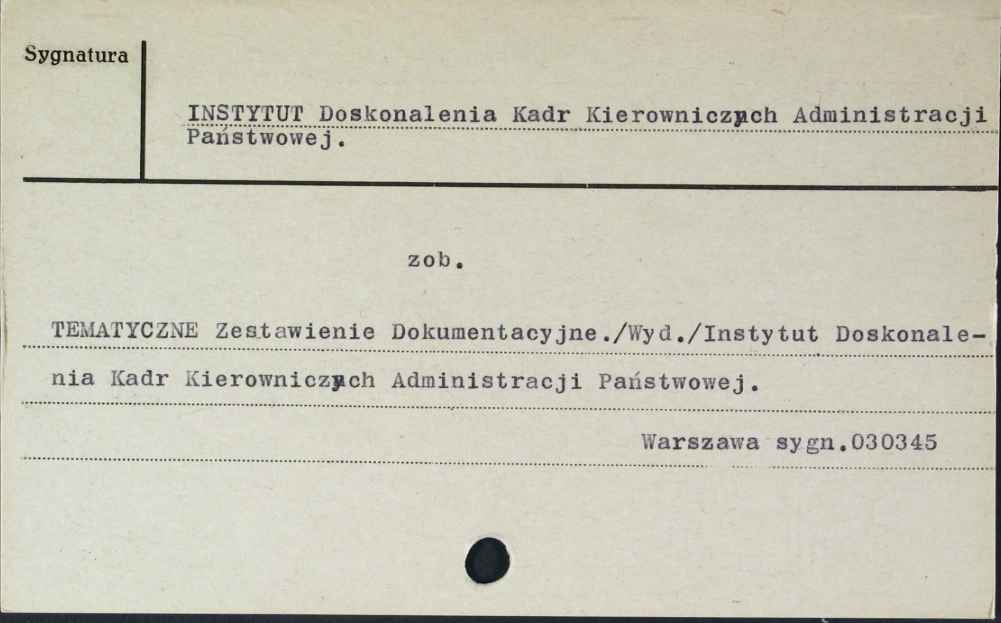 Sygnatura
INSTYTUT Doskonalenia Kadr Kierowniczych Administracji
Państwowej.
zob.
TEMATYCZNE Zestawienie Dokumentacyjne./Wyd./Instytut Doskonale-
nia Kadr Kierowniczych Administracji Państwowej.
Warszawa sygn.030345